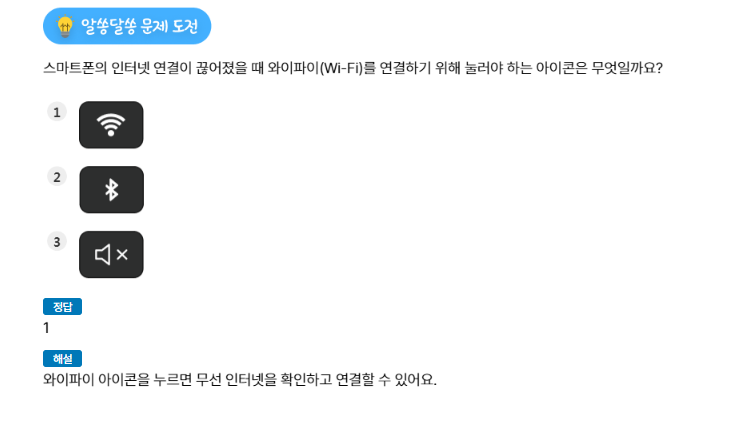 알쏭달쏭 문제 도전
스마트폰의 인터넷 연결이 끊어졌을 때 와이파이(Wi-Fi)를 연결하기 위해 눌러야 하는 아이콘은 무엇일까요?
1
2
3
정답
1
해설
와이파이 아이콘을 누르면 무선 인터넷을 확인하고 연결할 수 있어요.